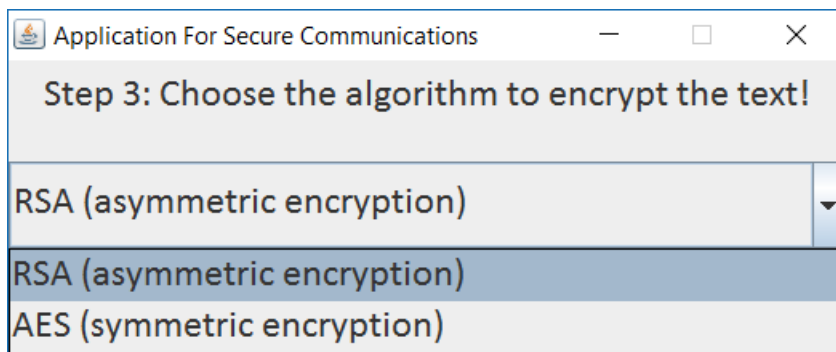 Application For Secure Communications
Step 3: Choose the algorithm to encrypt the text!
RSA (asymmetric encryption)
RSA (asymmetric encryption)
AES (symmetric encryption)